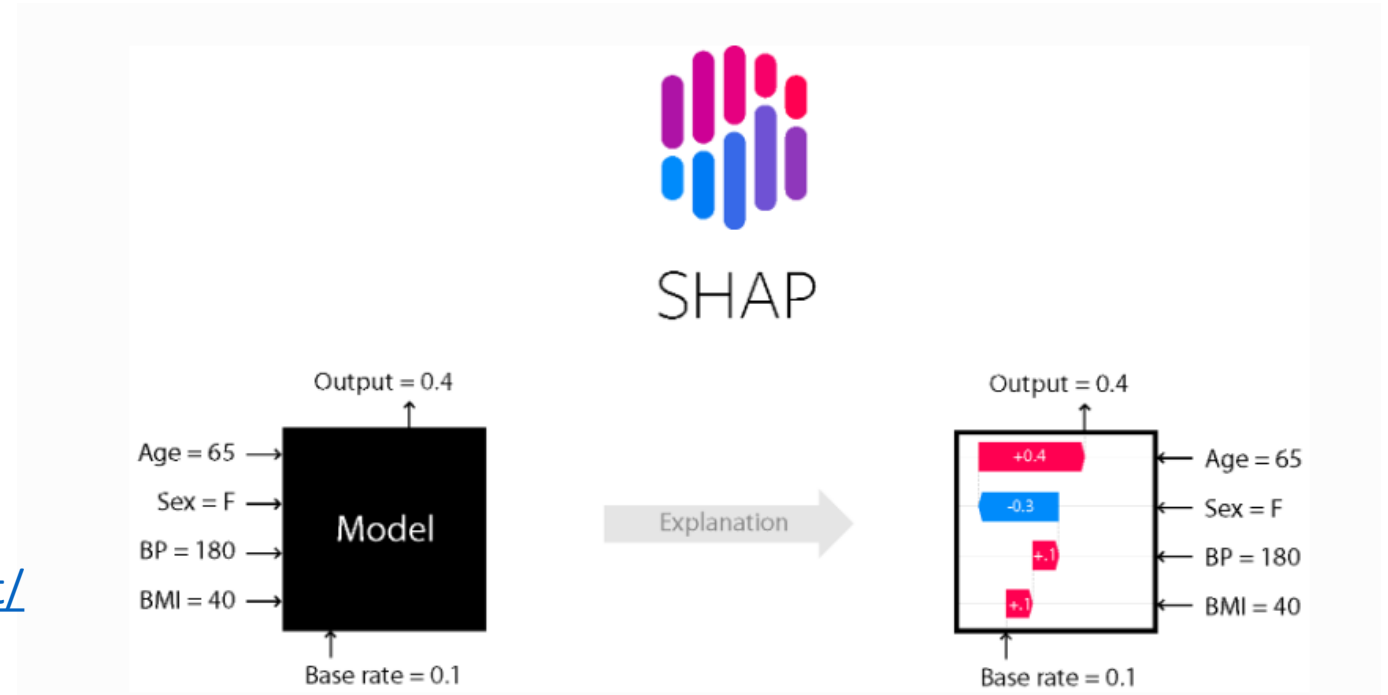 SHAP
Output = 0.4
Age = 65
Sex = F
BP = 180
BMI = 40
Model
Base rate = 0.1
Explanation
Output = 0.4
+0.4
Age = 65
-0.3
Sex = F
+.1
BP = 180
+.1
BMI = 40
Base rate = 0.1